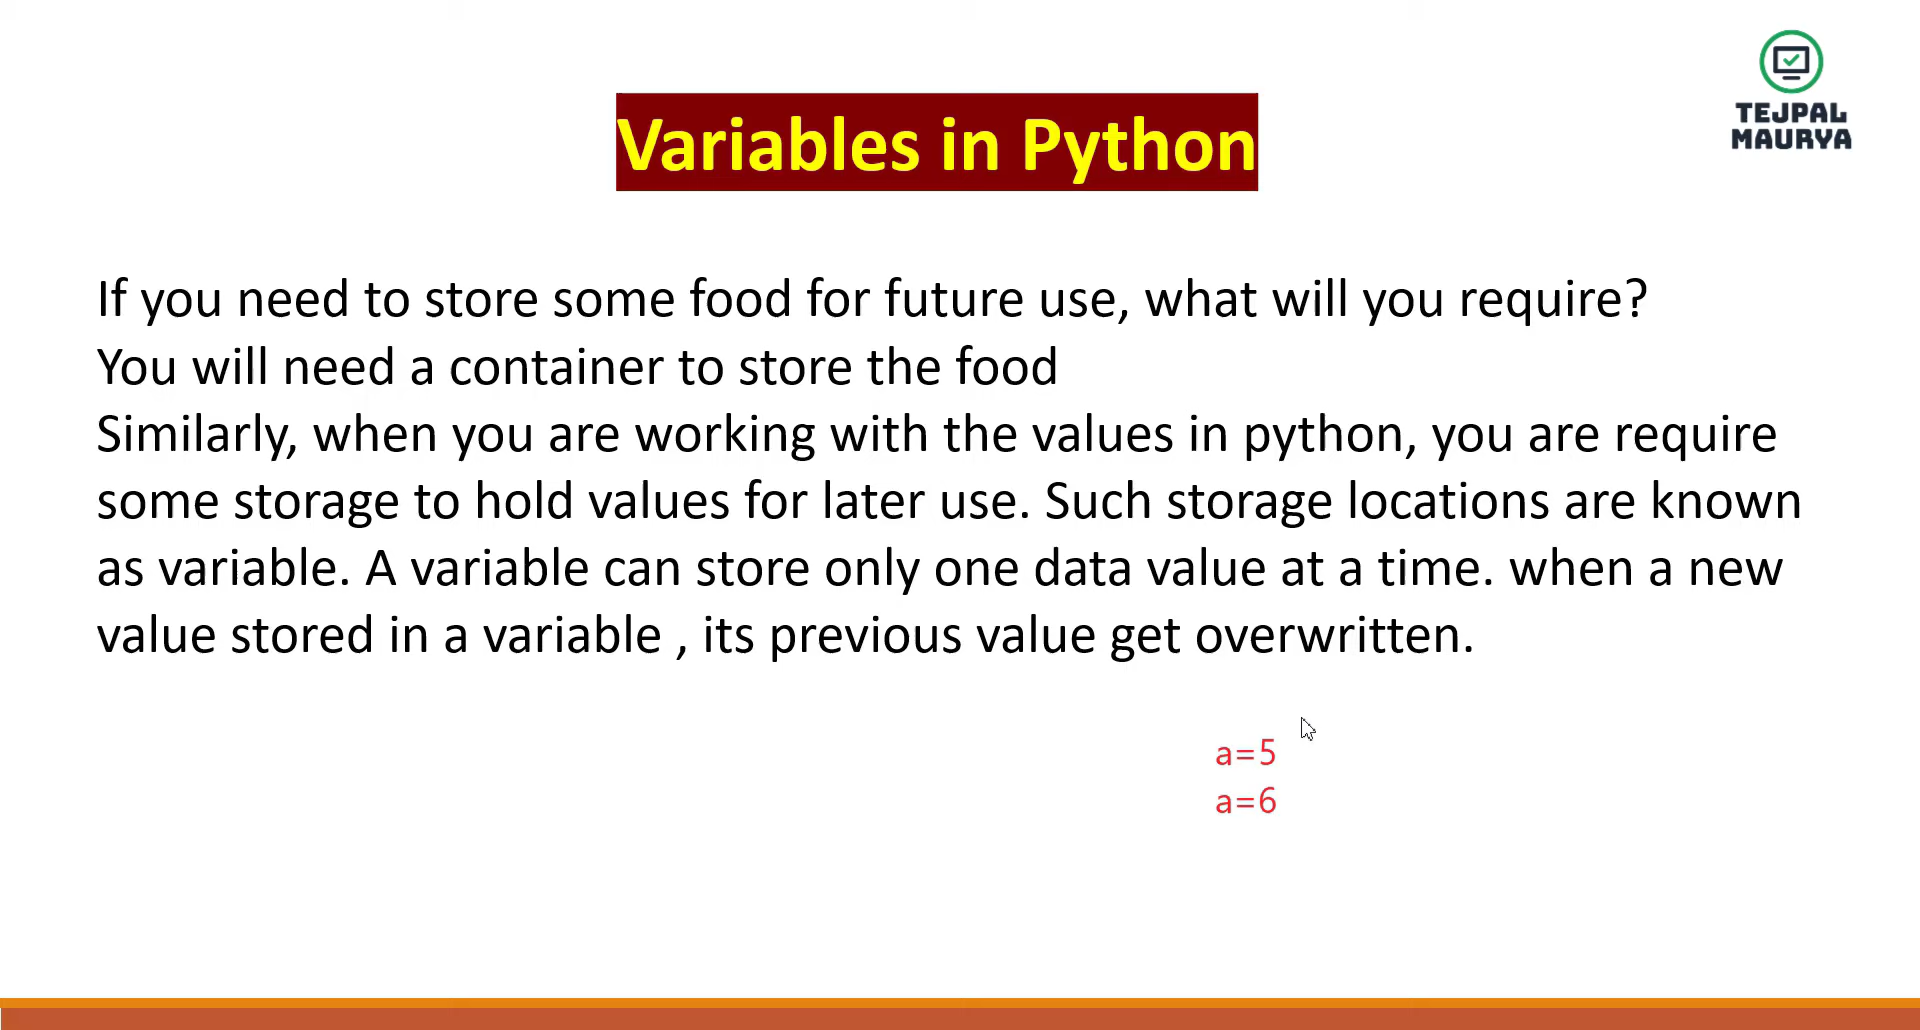 TEJPAL
MAURYA
Variables in Python
If you need to store some food for future use, what will you require?
You will need a container to store the food
Similarly, when you are working with the values in python, you are require
some storage to hold values for later use. Such storage locations are known
as variable. A variable can store only one data value at a time. when a new
value stored in a variable , its previous value get overwritten.
a=5
a=6